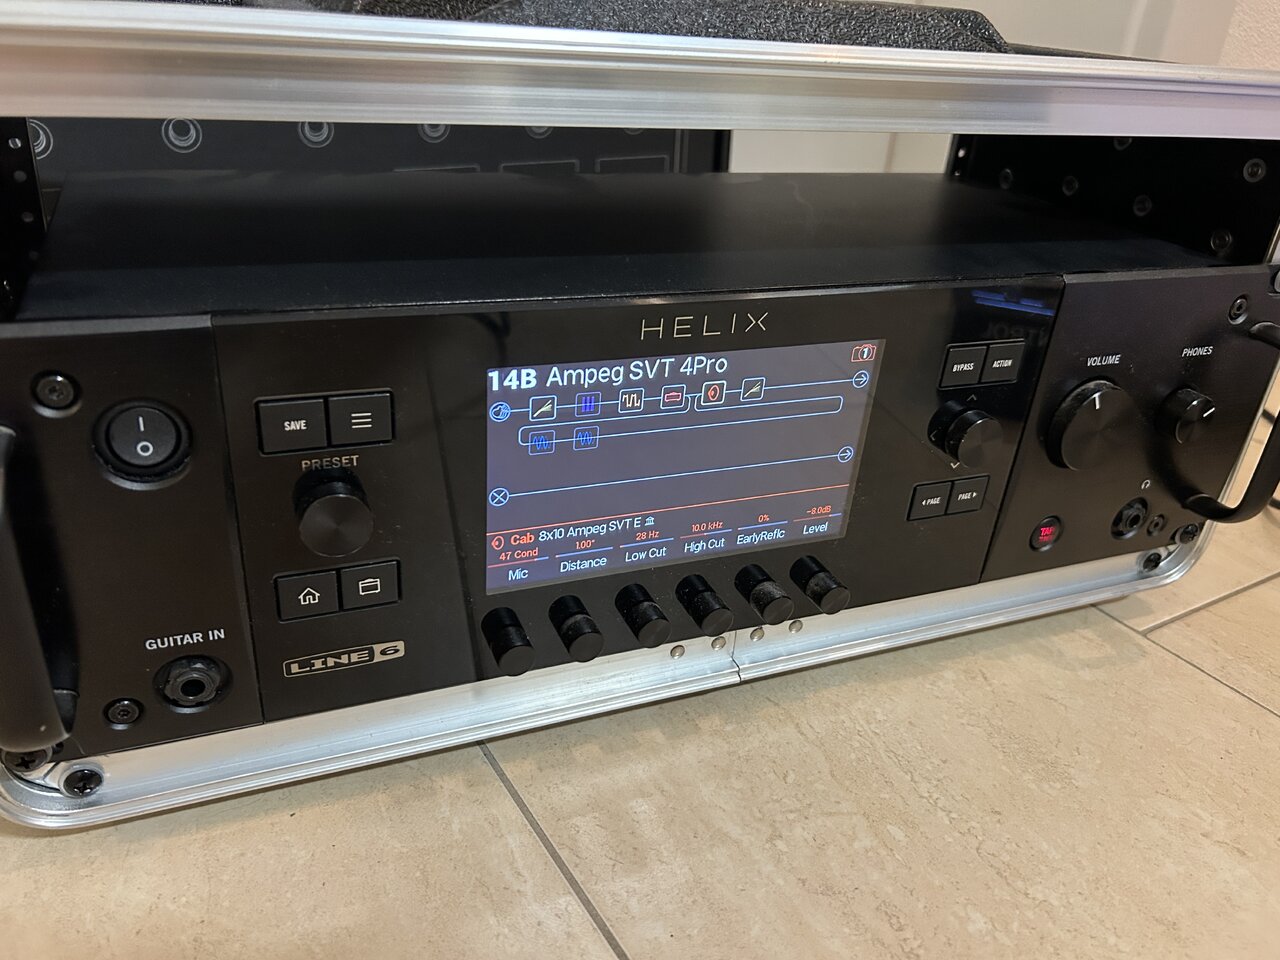 HELIX
14B Ampeg SVT 4Pro
1
Cab 8x10 Ampeg SVT E
47 Cond 1.00" 28 Hz 10.0 kHz 0% -8.0dB
Mic Distance Low Cut High Cut EarlyReflc Level
I
O
SAVE
PRESET
GUITAR IN
LINE 6
BYPASS ACTION
PAGE PAGE
VOLUME
PHONES
TAP